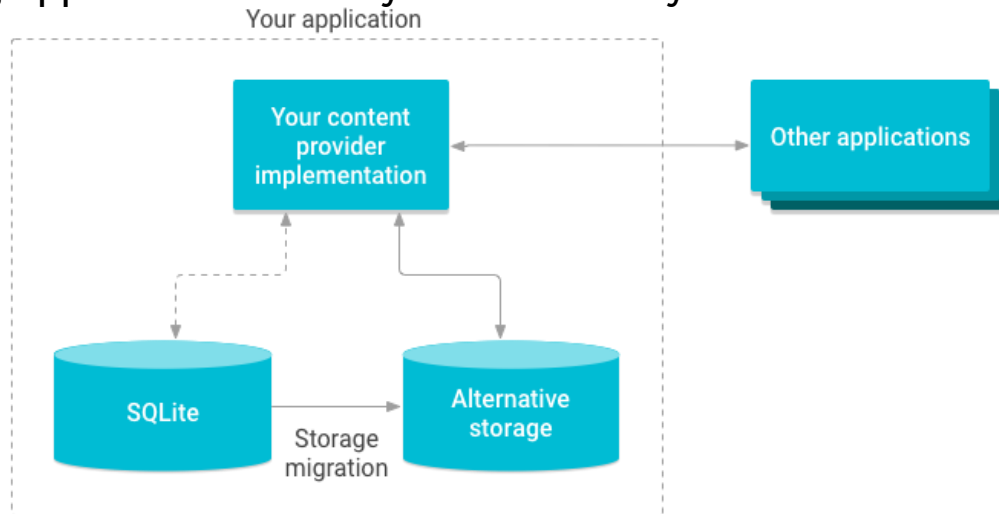 Your application
Your content
provider
implementation
Other applications
SQLite
Alternative
storage
Storage
migration